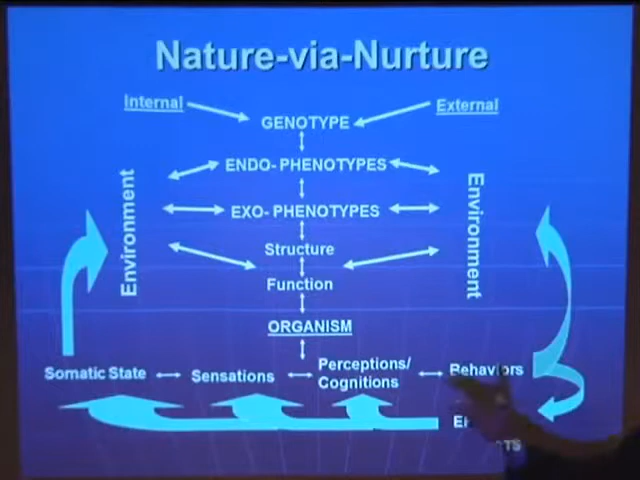 Nature-via-Nurture
Internal
External
GENOTYPE
ENDO- PHENOTYPES
Environment
Environment
EXO- PHENOTYPES
Structure
Function
ORGANISM
Somatic State
Sensations
Perceptions/
Cognitions
Behaviors